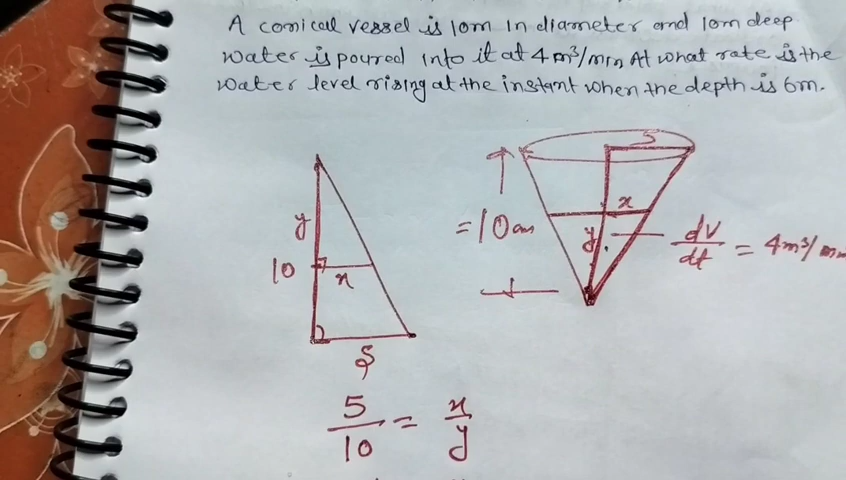 A conical vessel is 10m in diameter and 10m deep
Water is poured into it at 4m³/min At what rate is the
water level rising at the instant when the depth is 6m.
5
x
= 10cm
y
dV/dt = 4m³/min
y
10
x
5
5/10 = x/y